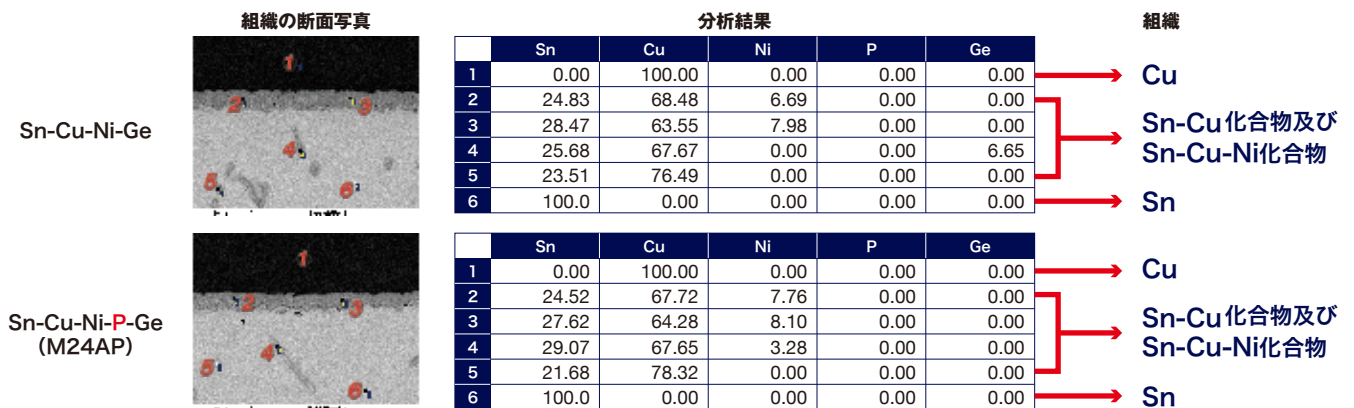 組織の断面写真 分析結果 組織
Sn-Cu-Ni-Ge
1
2 3
4
5 6
Sn Cu Ni P Ge
1 0.00 100.00 0.00 0.00 0.00
2 24.83 68.48 6.69 0.00 0.00
3 28.47 63.55 7.98 0.00 0.00
4 25.68 67.67 0.00 0.00 6.65
5 23.51 76.49 0.00 0.00 0.00
6 100.0 0.00 0.00 0.00 0.00
Cu
Sn-Cu化合物及び
Sn-Cu-Ni化合物
Sn
Sn-Cu-Ni-P-Ge
(M24AP)
1
2 3
4
5 6
Sn Cu Ni P Ge
1 0.00 100.00 0.00 0.00 0.00
2 24.52 67.72 7.76 0.00 0.00
3 27.62 64.28 8.10 0.00 0.00
4 29.07 67.65 3.28 0.00 0.00
5 21.68 78.32 0.00 0.00 0.00
6 100.0 0.00 0.00 0.00 0.00
Cu
Sn-Cu化合物及び
Sn-Cu-Ni化合物
Sn